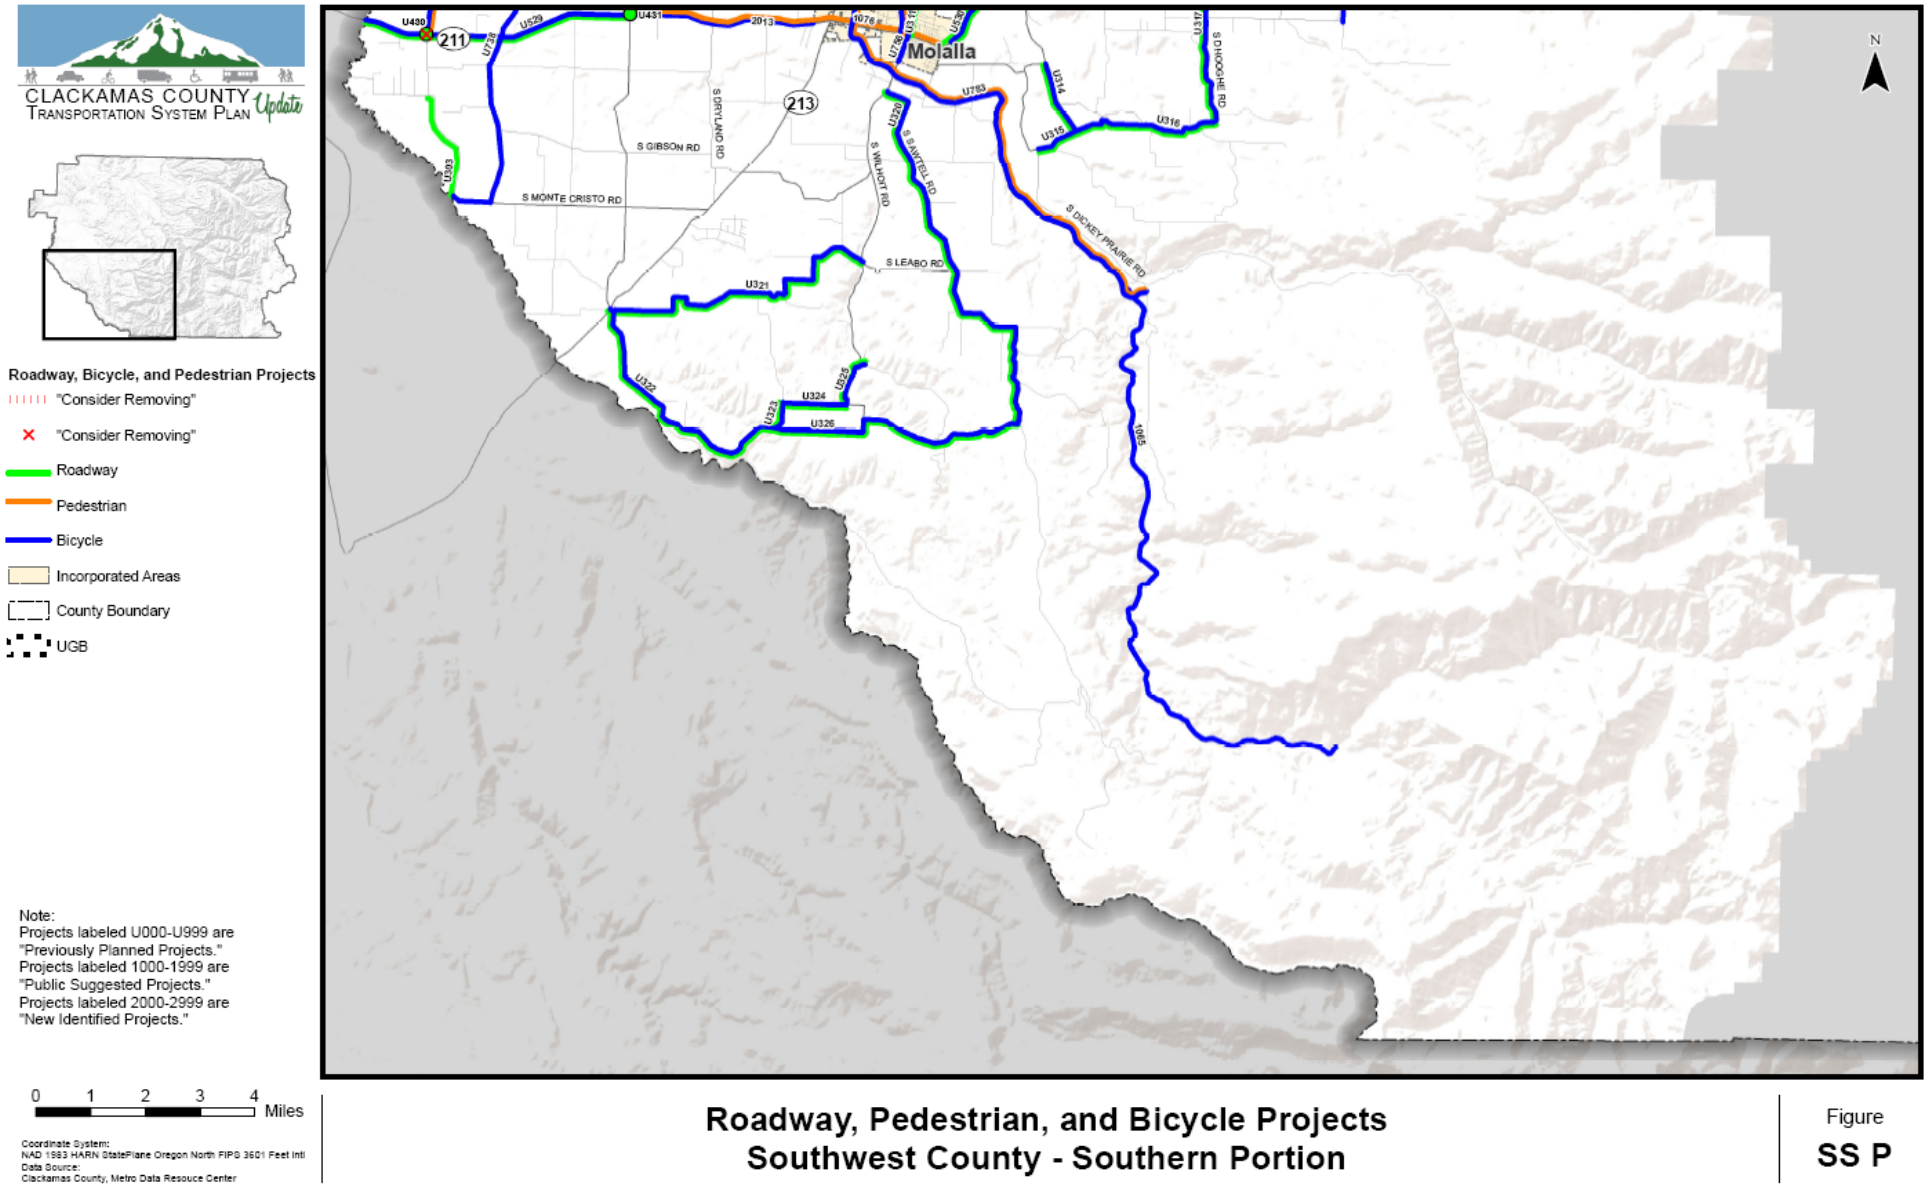 CLACKAMAS COUNTY
TRANSPORTATION SYSTEM PLAN Update
Roadway, Bicycle, and Pedestrian Projects
"Consider Removing"
"Consider Removing"
Roadway
Pedestrian
Bicycle
Incorporated Areas
County Boundary
UGB
Note:
Projects labeled U000-U999 are
"Previously Planned Projects."
Projects labeled 1000-1999 are
"Public Suggested Projects."
Projects labeled 2000-2999 are
"New Identified Projects."
0 1 2 3 4
Miles
Coordinate System:
NAD 1983 HARN StatePlane Oregon North FIPS 3601 Feet Intl
Data Source:
Clackamas County, Metro Data Resouce Center
U430
211
U738
U529
U431
2013
1076
U311
U530
U756
Molalla
U317
S DHOOGHE RD
N
213
S DRYLAND RD
U783
U314
U315
U316
U320
S SAWTELL RD
S WILHOIT RD
S GIBSON RD
U303
S MONTE CRISTO RD
S DICKEY PRAIRIE RD
S LEABO RD
U321
U322
U323
U324
U325
U326
1065
Roadway, Pedestrian, and Bicycle Projects
Southwest County - Southern Portion
Figure
SS P